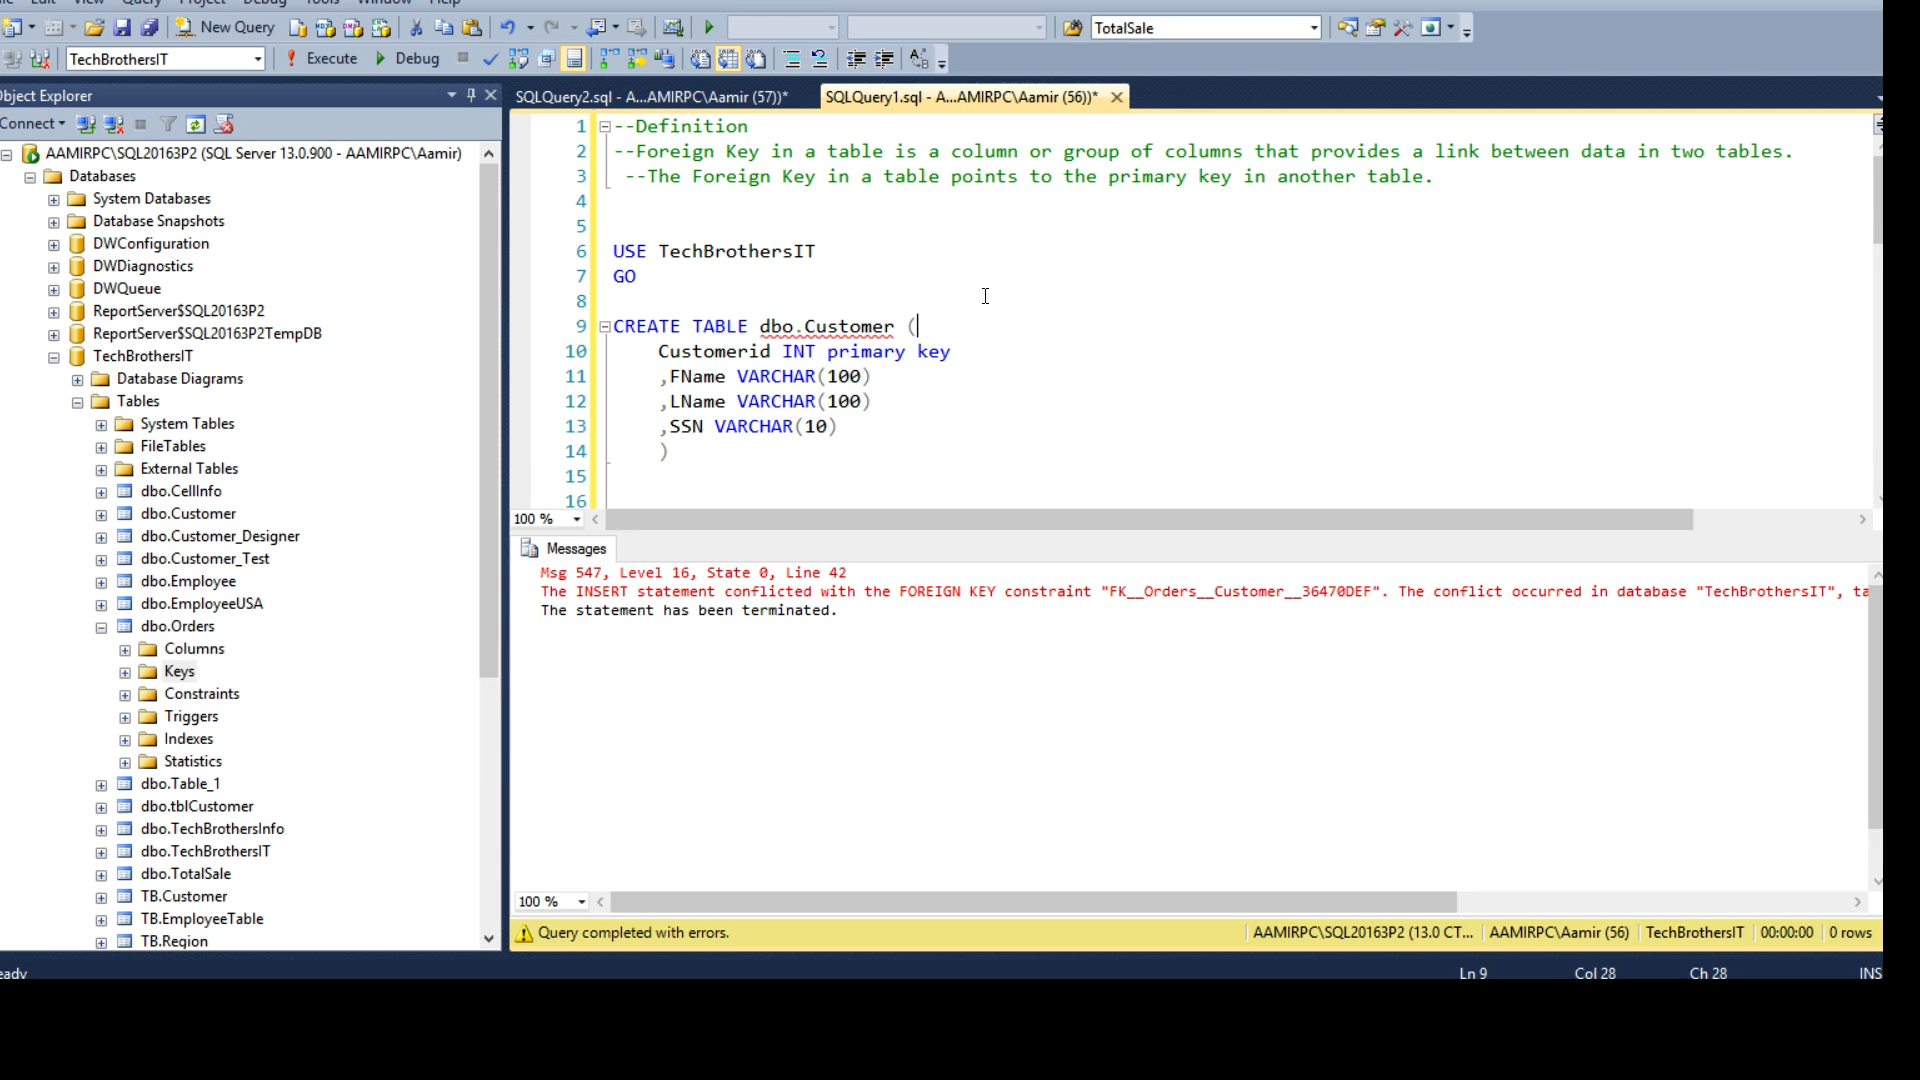 Edit View Query Project Debug Tools Window Help
New Query
TotalSale
TechBrothersIT
Execute
Debug
Object Explorer
Connect
AAMIRPC\SQL20163P2 (SQL Server 13.0.900 - AAMIRPC\Aamir)
Databases
System Databases
Database Snapshots
DWConfiguration
DWDiagnostics
DWQueue
ReportServer$SQL20163P2
ReportServer$SQL20163P2TempDB
TechBrothersIT
Database Diagrams
Tables
System Tables
FileTables
External Tables
dbo.CellInfo
dbo.Customer
dbo.Customer_Designer
dbo.Customer_Test
dbo.Employee
dbo.EmployeeUSA
dbo.Orders
Columns
Keys
Constraints
Triggers
Indexes
Statistics
dbo.Table_1
dbo.tblCustomer
dbo.TechBrothersInfo
dbo.TechBrothersIT
dbo.TotalSale
TB.Customer
TB.EmployeeTable
TB.Region
SQLQuery2.sql - A...AMIRPC\Aamir (57))*
SQLQuery1.sql - A...AMIRPC\Aamir (56))*
1 --Definition
2 --Foreign Key in a table is a column or group of columns that provides a link between data in two tables.
3 --The Foreign Key in a table points to the primary key in another table.
4
5
6 USE TechBrothersIT
7 GO
8
9 CREATE TABLE dbo.Customer (
10 Customerid INT primary key
11 ,FName VARCHAR(100)
12 ,LName VARCHAR(100)
13 ,SSN VARCHAR(10)
14 )
15
16
100 %
Messages
Msg 547, Level 16, State 0, Line 42
The INSERT statement conflicted with the FOREIGN KEY constraint "FK__Orders__Customer__36470DEF". The conflict occurred in database "TechBrothersIT", ta
The statement has been terminated.
100 %
Query completed with errors.
AAMIRPC\SQL20163P2 (13.0 CT...
AAMIRPC\Aamir (56)
TechBrothersIT
00:00:00
0 rows
eady
Ln 9
Col 28
Ch 28
INS